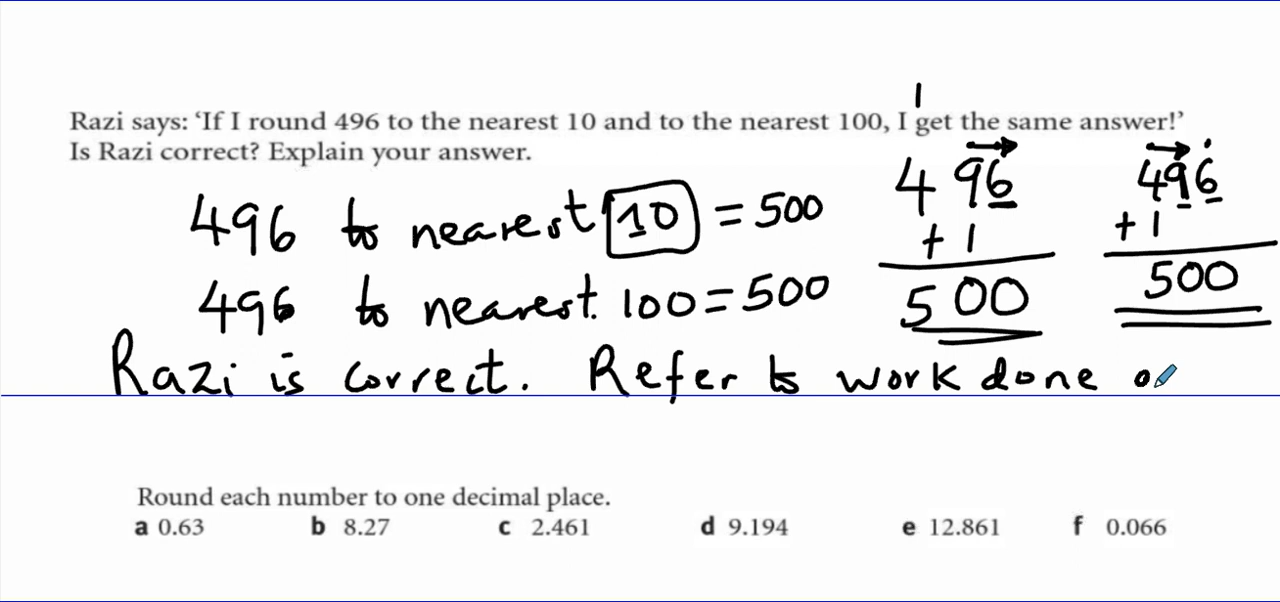 Razi says: ‘If I round 496 to the nearest 10 and to the nearest 100, I get the same answer!’
Is Razi correct? Explain your answer.
496 to nearest 10 = 500
496 to nearest. 100 = 500
1
496
+ 1
500
496
+ 1
500
Razi is correct. Refer to work done o
Round each number to one decimal place.
a 0.63 b 8.27 c 2.461 d 9.194 e 12.861 f 0.066